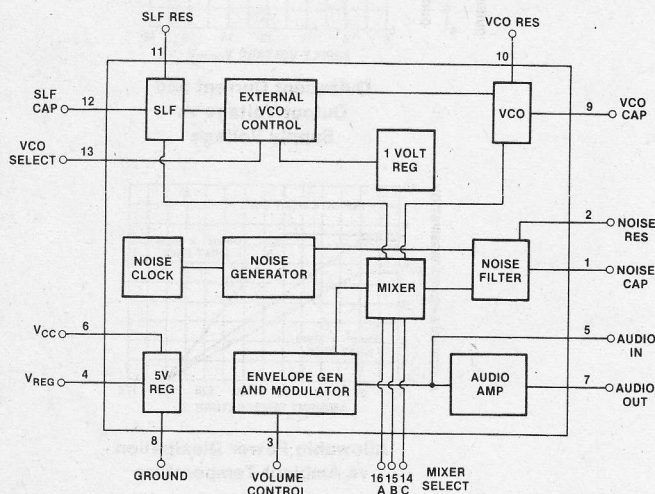 SLF RES
11
VCO RES
10
SLF
CAP
12
SLF
EXTERNAL
VCO
CONTROL
VCO
9
VCO
CAP
VCO
SELECT
13
1 VOLT
REG
2
NOISE
RES
NOISE
CLOCK
NOISE
GENERATOR
MIXER
NOISE
FILTER
1
NOISE
CAP
VCC
6
5
AUDIO
IN
VREG
4
5V
REG
ENVELOPE GEN
AND MODULATOR
AUDIO
AMP
7
AUDIO
OUT
8
GROUND
3
VOLUME
CONTROL
16 15 14
A B C
MIXER
SELECT